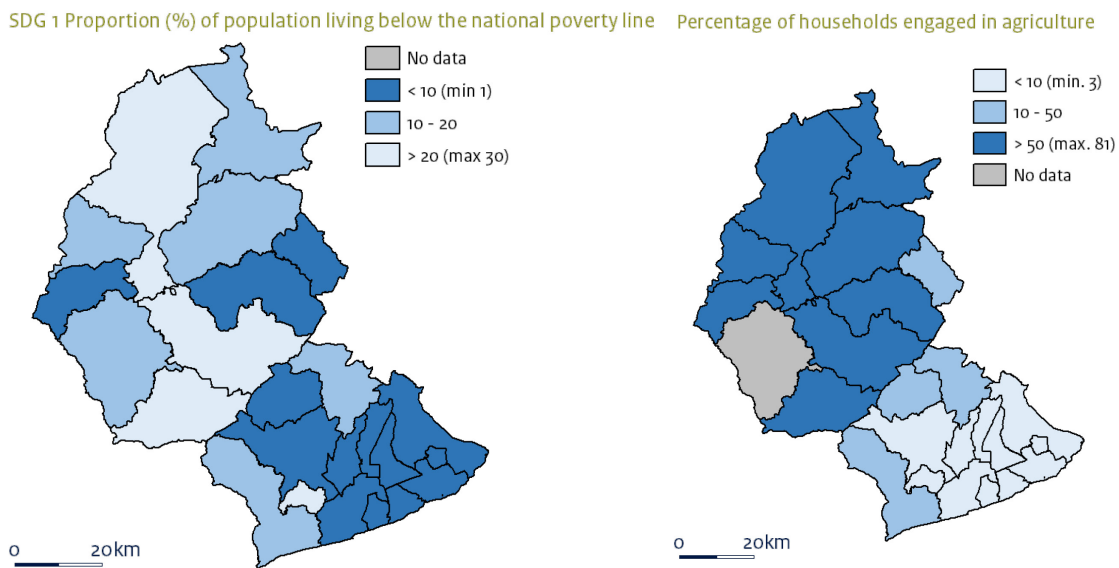 SDG 1 Proportion (%) of population living below the national poverty line
No data
< 10 (min 1)
10 - 20
> 20 (max 30)
0 20km
Percentage of households engaged in agriculture
< 10 (min. 3)
10 - 50
> 50 (max. 81)
No data
0 20km